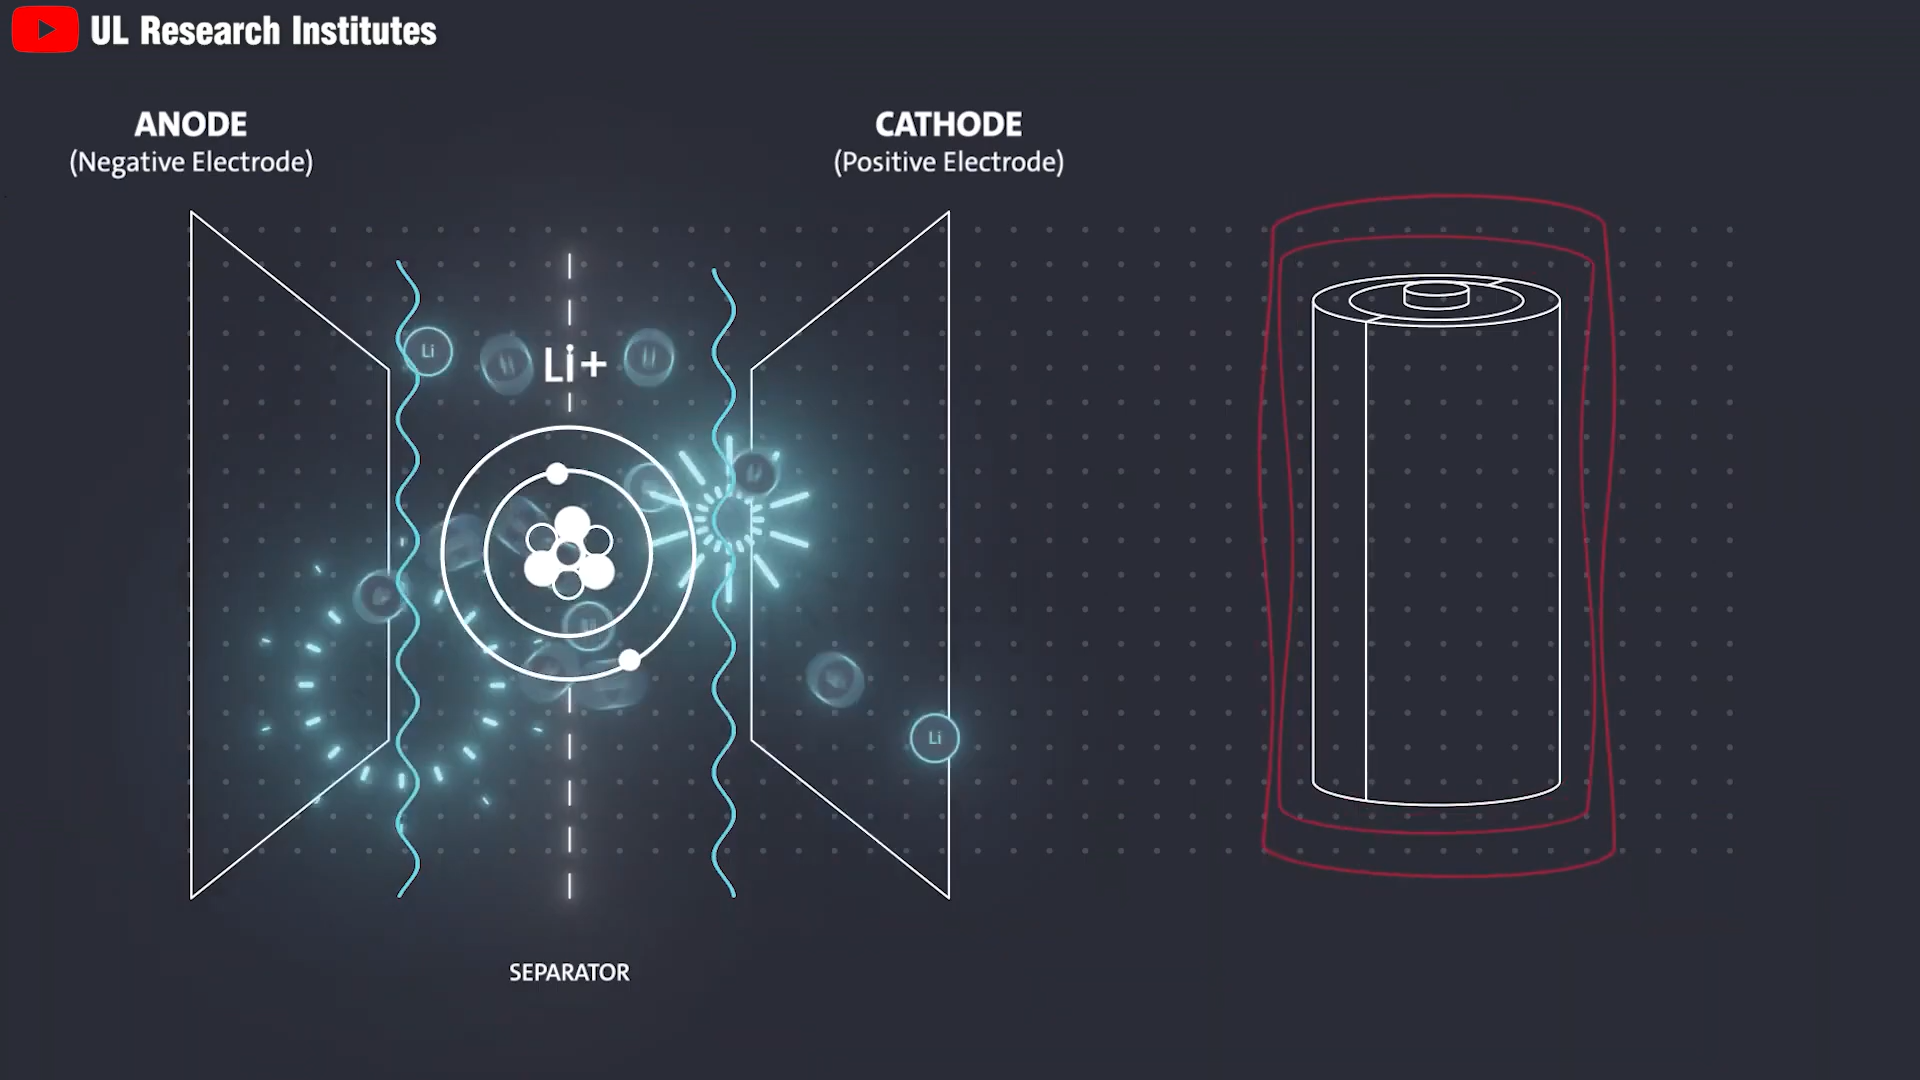 UL Research Institutes
ANODE
(Negative Electrode)
CATHODE
(Positive Electrode)
Li
Li+
Li
SEPARATOR